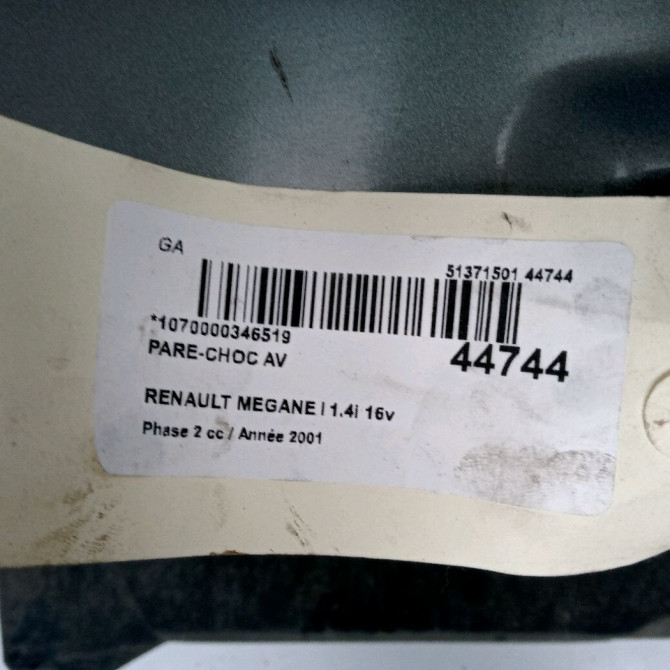 GA
51371501 44744
*1070000346519
PARE-CHOC AV
44744
RENAULT MEGANE I 1.4i 16v
Phase 2 cc / Année 2001